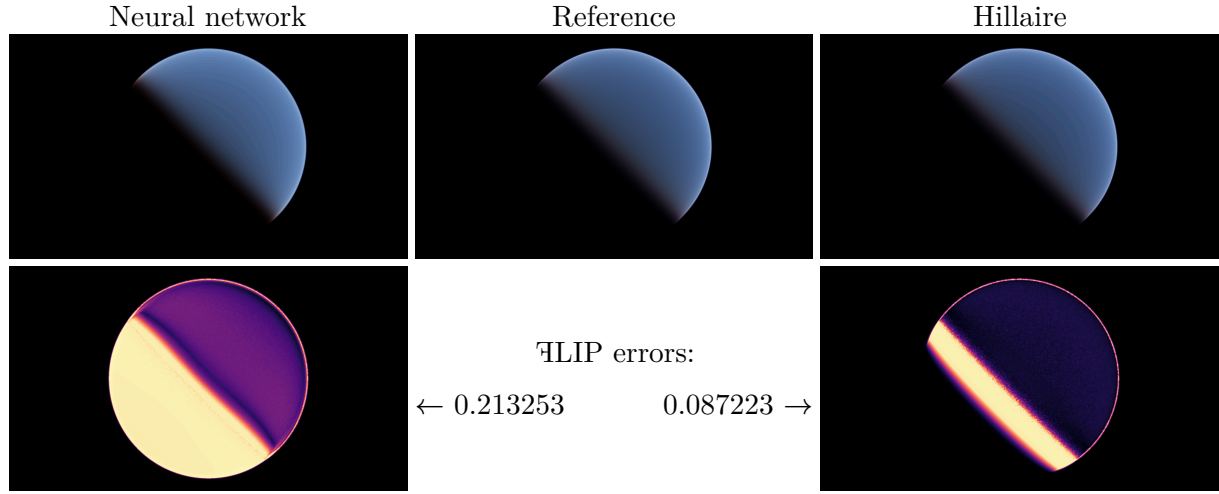 Neural network Reference Hillaire
ꟻLIP errors:
← 0.213253 0.087223 →